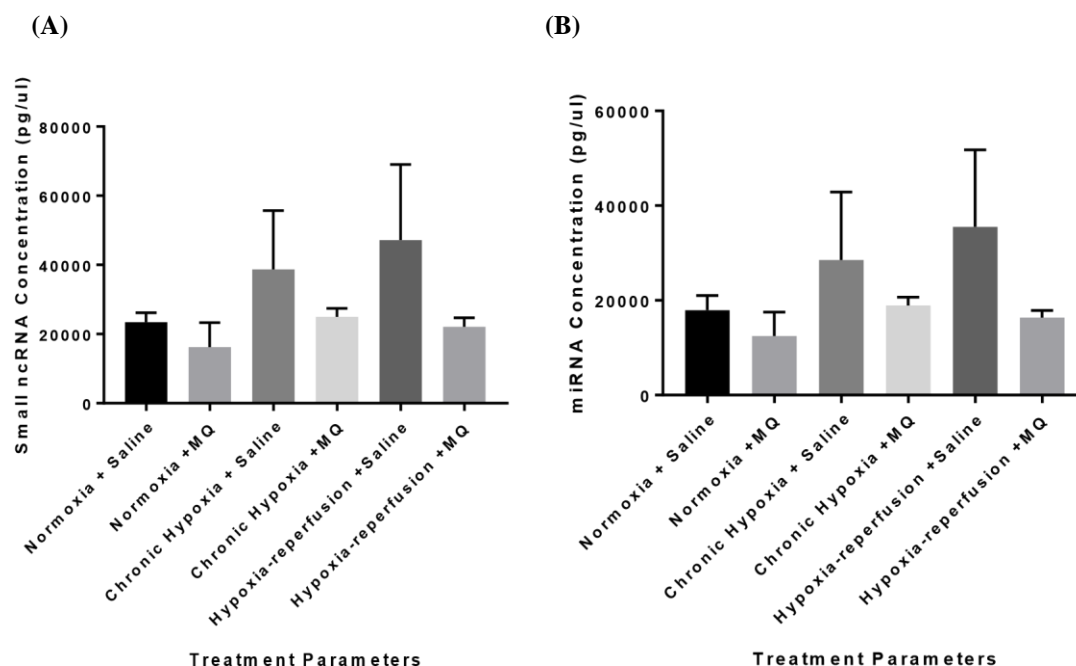 (A)
Small ncRNA Concentration (pg/ul)
80000
60000
40000
20000
0
Normoxia + Saline
Normoxia +MQ
Chronic Hypoxia + Saline
Chronic Hypoxia +MQ
Hypoxia-reperfusion +Saline
Hypoxia-reperfusion +MQ
Treatment Parameters
(B)
miRNA Concentration (pg/ul)
60000
40000
20000
0
Normoxia + Saline
Normoxia +MQ
Chronic Hypoxia + Saline
Chronic Hypoxia +MQ
Hypoxia-reperfusion +Saline
Hypoxia-reperfusion +MQ
Treatment Parameters